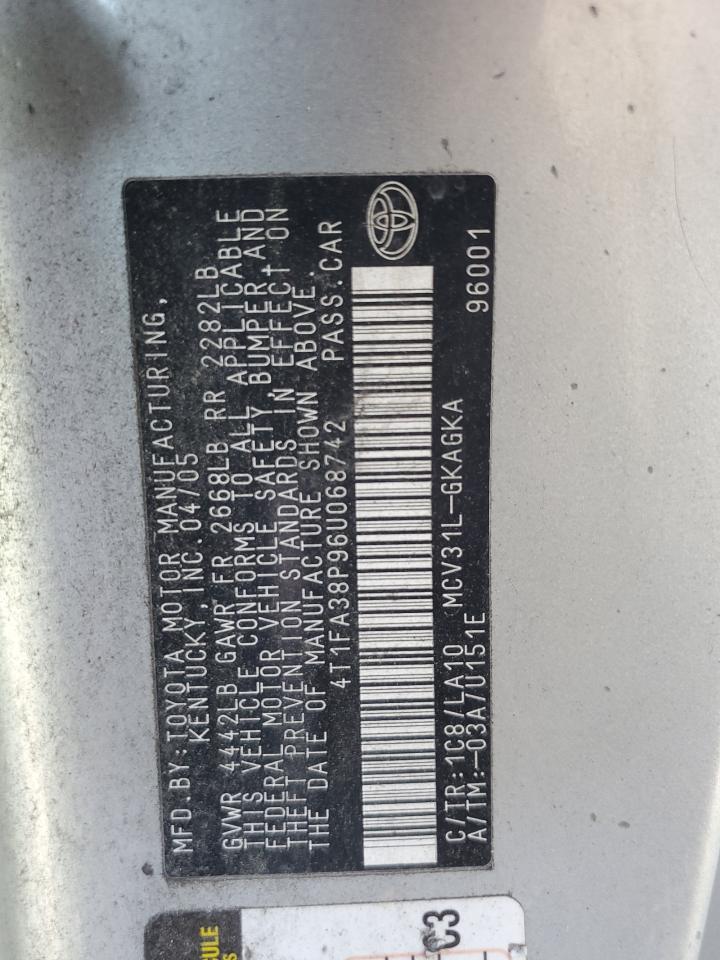 MFD.BY:TOYOTA MOTOR MANUFACTURING,
KENTUCKY, INC.04/05
GVWR 4442LB GAWR FR 2668LB RR 2282LB
THIS VEHICLE CONFORMS TO ALL APPLICABLE
FEDERAL MOTOR VEHICLE SAFETY,BUMPER,AND
THEFT PREVENTION STANDARDS IN EFFECT ON
THE DATE OF MANUFACTURE SHOWN ABOVE.
4T1FA38P96U068742 PASS.CAR
C/TR:1C8/LA10 MCV31L-GKAGKA
A/TM:-03A/U151E 96001
C3